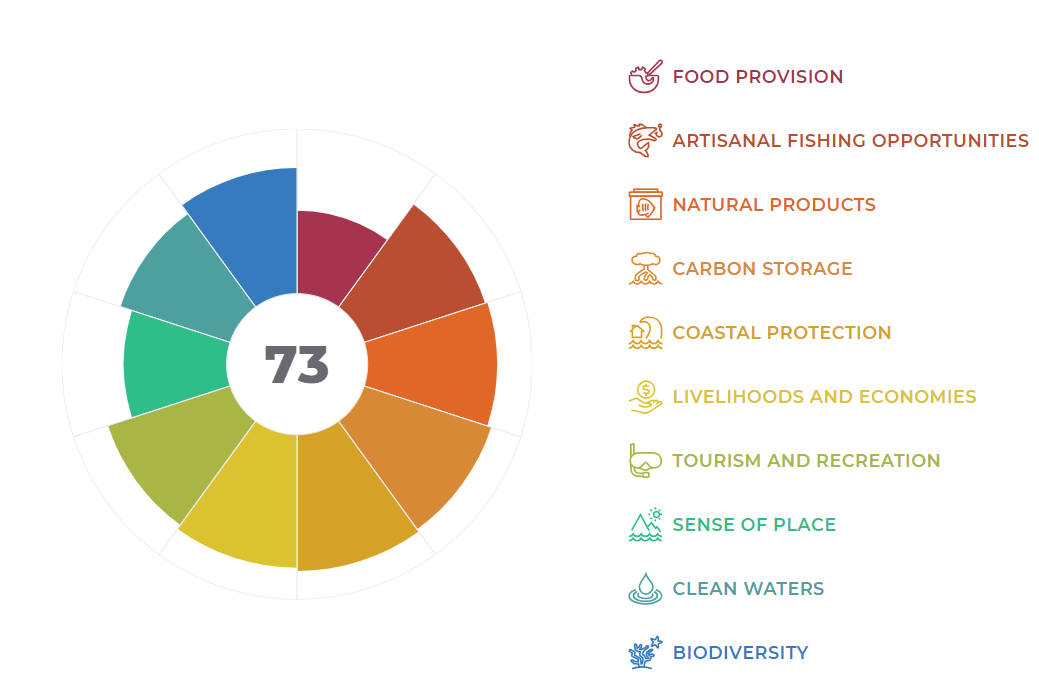 73
FOOD PROVISION
ARTISANAL FISHING OPPORTUNITIES
NATURAL PRODUCTS
CARBON STORAGE
COASTAL PROTECTION
$
LIVELIHOODS AND ECONOMIES
TOURISM AND RECREATION
SENSE OF PLACE
CLEAN WATERS
BIODIVERSITY